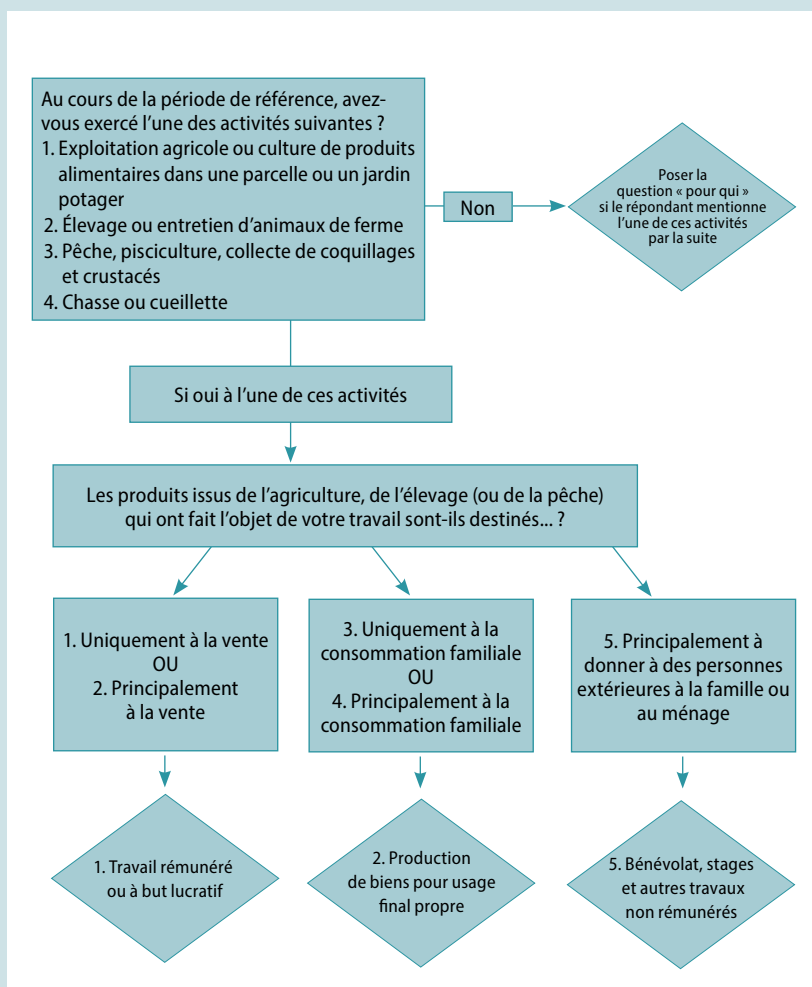 Au cours de la période de référence, avez-
vous exercé l’une des activités suivantes ?
1. Exploitation agricole ou culture de produits
alimentaires dans une parcelle ou un jardin
potager
2. Élevage ou entretien d’animaux de ferme
3. Pêche, pisciculture, collecte de coquillages
et crustacés
4. Chasse ou cueillette
Non
Poser la
question « pour qui »
si le répondant mentionne
l’une de ces activités
par la suite
Si oui à l’une de ces activités
Les produits issus de l’agriculture, de l’élevage (ou de la pêche)
qui ont fait l’objet de votre travail sont-ils destinés... ?
1. Uniquement à la vente
OU
2. Principalement
à la vente
3. Uniquement à la
consommation familiale
OU
4. Principalement à la
consommation familiale
5. Principalement à
donner à des personnes
extérieures à la famille ou
au ménage
1. Travail rémunéré
ou à but lucratif
2. Production
de biens pour usage
final propre
5. Bénévolat, stages
et autres travaux
non rémunérés